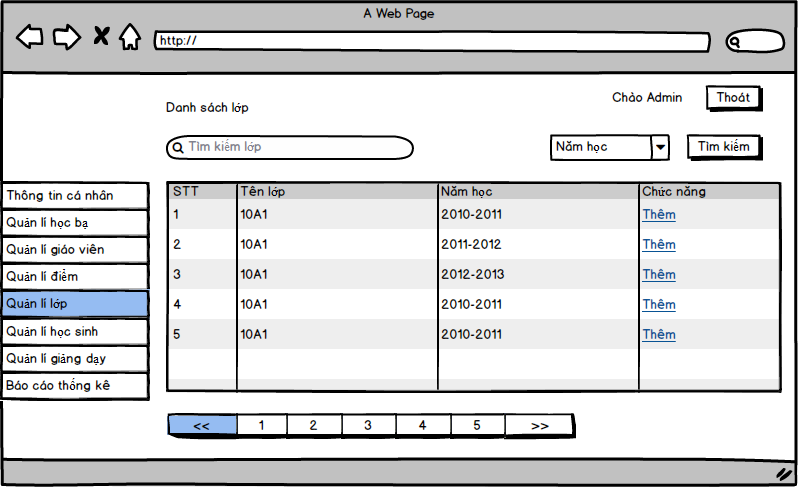 A Web Page
http://
Chào Admin
Thoát
Danh sách lớp
Tìm kiếm lớp
Năm học
Tìm kiếm
Thông tin cá nhân
Quản lí học bạ
Quản lí giáo viên
Quản lí điểm
Quản lí lớp
Quản lí học sinh
Quản lí giảng dạy
Báo cáo thống kê
STT Tên lớp Năm học Chức năng
1 10A1 2010-2011 Thêm
2 10A1 2011-2012 Thêm
3 10A1 2012-2013 Thêm
4 10A1 2010-2011 Thêm
5 10A1 2010-2011 Thêm
<< 1 2 3 4 5 >>